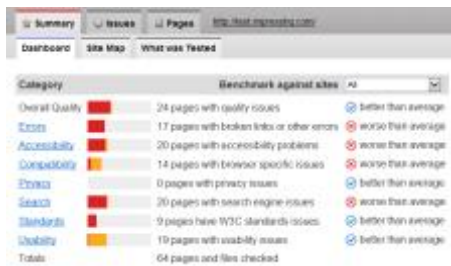 Summary Issues Pages
Dashboard Site Map What was Tested
Category Benchmark against sites All
Overall Quality 24 pages with quality issues better than average
Errors 17 pages with broken links or other errors worse than average
Accessibility 20 pages with accessibility problems worse than average
Compatibility 14 pages with browser specific issues worse than average
Privacy 0 pages with privacy issues better than average
Search 20 pages with search engine issues worse than average
Standards 9 pages have W3C standards issues better than average
Usability 19 pages with usability issues better than average
Totals 64 pages and files checked